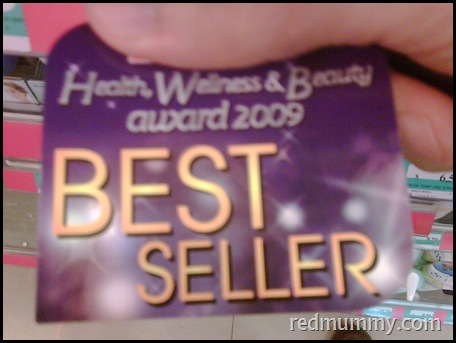 Health, Wellness & Beauty
award 2009
BEST
SELLER
redmummy.com